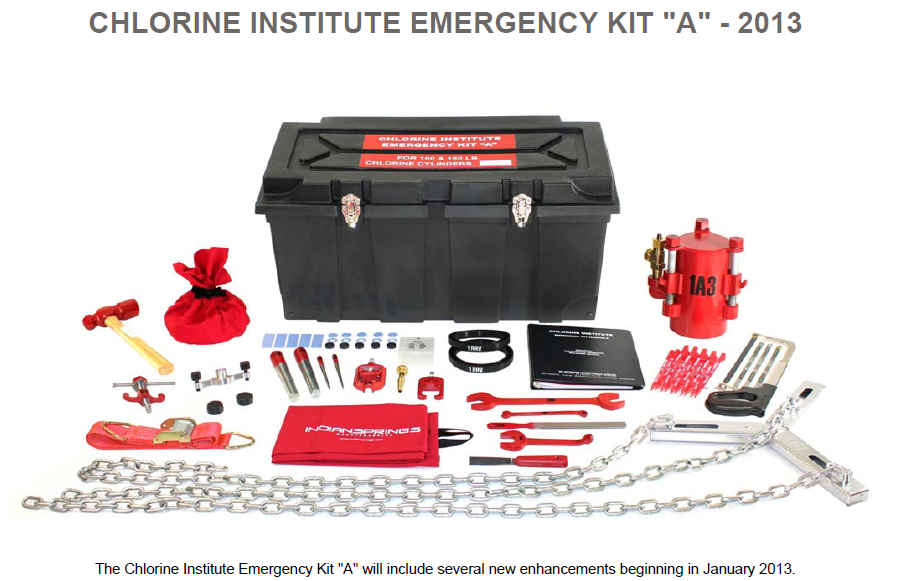 CHLORINE INSTITUTE EMERGENCY KIT "A" - 2013
CHLORINE INSTITUTE
EMERGENCY KIT "A"
FOR 100 & 150 LB.
CHLORINE CYLINDERS
1A3
1RRV
CHLORINE INSTITUTE
INDIANSPRINGS
The Chlorine Institute Emergency Kit "A" will include several new enhancements beginning in January 2013.